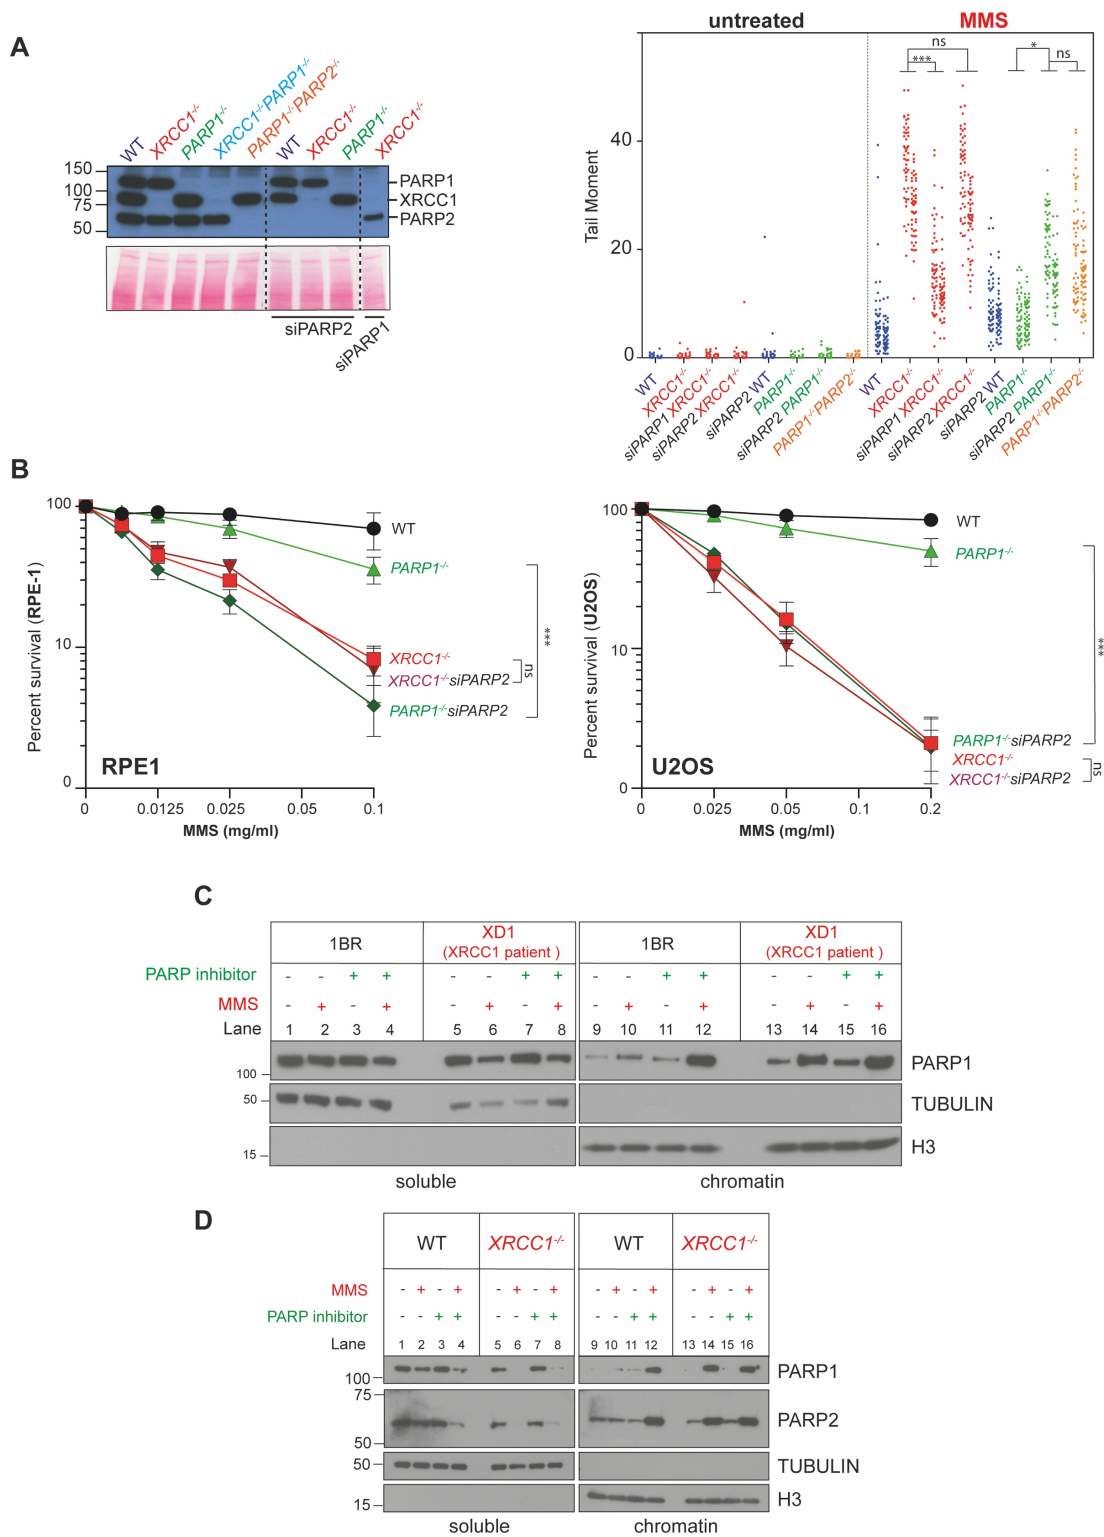 A
WT
XRCC1-/-
PARP1-/-
XRCC1-/-PARP1-/-
PARP1-/-PARP2-/-
WT
XRCC1-/-
PARP1-/-
XRCC1-/-
150
100
75
50
PARP1
XRCC1
PARP2
siPARP2
siPARP1
untreated
MMS
ns
***
*
ns
Tail Moment
40
20
0
WT
XRCC1-/-
siPARP1 XRCC1-/-
siPARP2 XRCC1-/-
siPARP2 WT
PARP1-/-
siPARP2 PARP1-/-
PARP1-/-PARP2-/-
WT
XRCC1-/-
siPARP1 XRCC1-/-
siPARP2 XRCC1-/-
siPARP2 WT
PARP1-/-
siPARP2 PARP1-/-
PARP1-/-PARP2-/-
B
Percent survival (RPE-1)
100
10
0
WT
PARP1-/-
XRCC1-/-
XRCC1-/-siPARP2
PARP1-/-siPARP2
ns
***
RPE1
0 0.0125 0.025 0.05 0.1
MMS (mg/ml)
Percent survival (U2OS)
100
10
0
WT
PARP1-/-
PARP1-/-siPARP2
XRCC1-/-
XRCC1-/-siPARP2
***
ns
U2OS
0 0.025 0.05 0.2
MMS (mg/ml)
C
1BR XD1 (XRCC1 patient ) 1BR XD1 (XRCC1 patient )
PARP inhibitor - - + + - - + + - - + + - - + +
MMS - + - + - + - + - + - + - + - +
Lane 1 2 3 4 5 6 7 8 9 10 11 12 13 14 15 16
100 PARP1
50 TUBULIN
15 H3
soluble chromatin
D
WT XRCC1-/- WT XRCC1-/-
MMS - + - + - + - + - + - + - + - +
PARP inhibitor - - + + - - + + - - + + - - + +
Lane 1 2 3 4 5 6 7 8 9 10 11 12 13 14 15 16
100 PARP1
75
PARP2
50
50 TUBULIN
15 H3
soluble chromatin